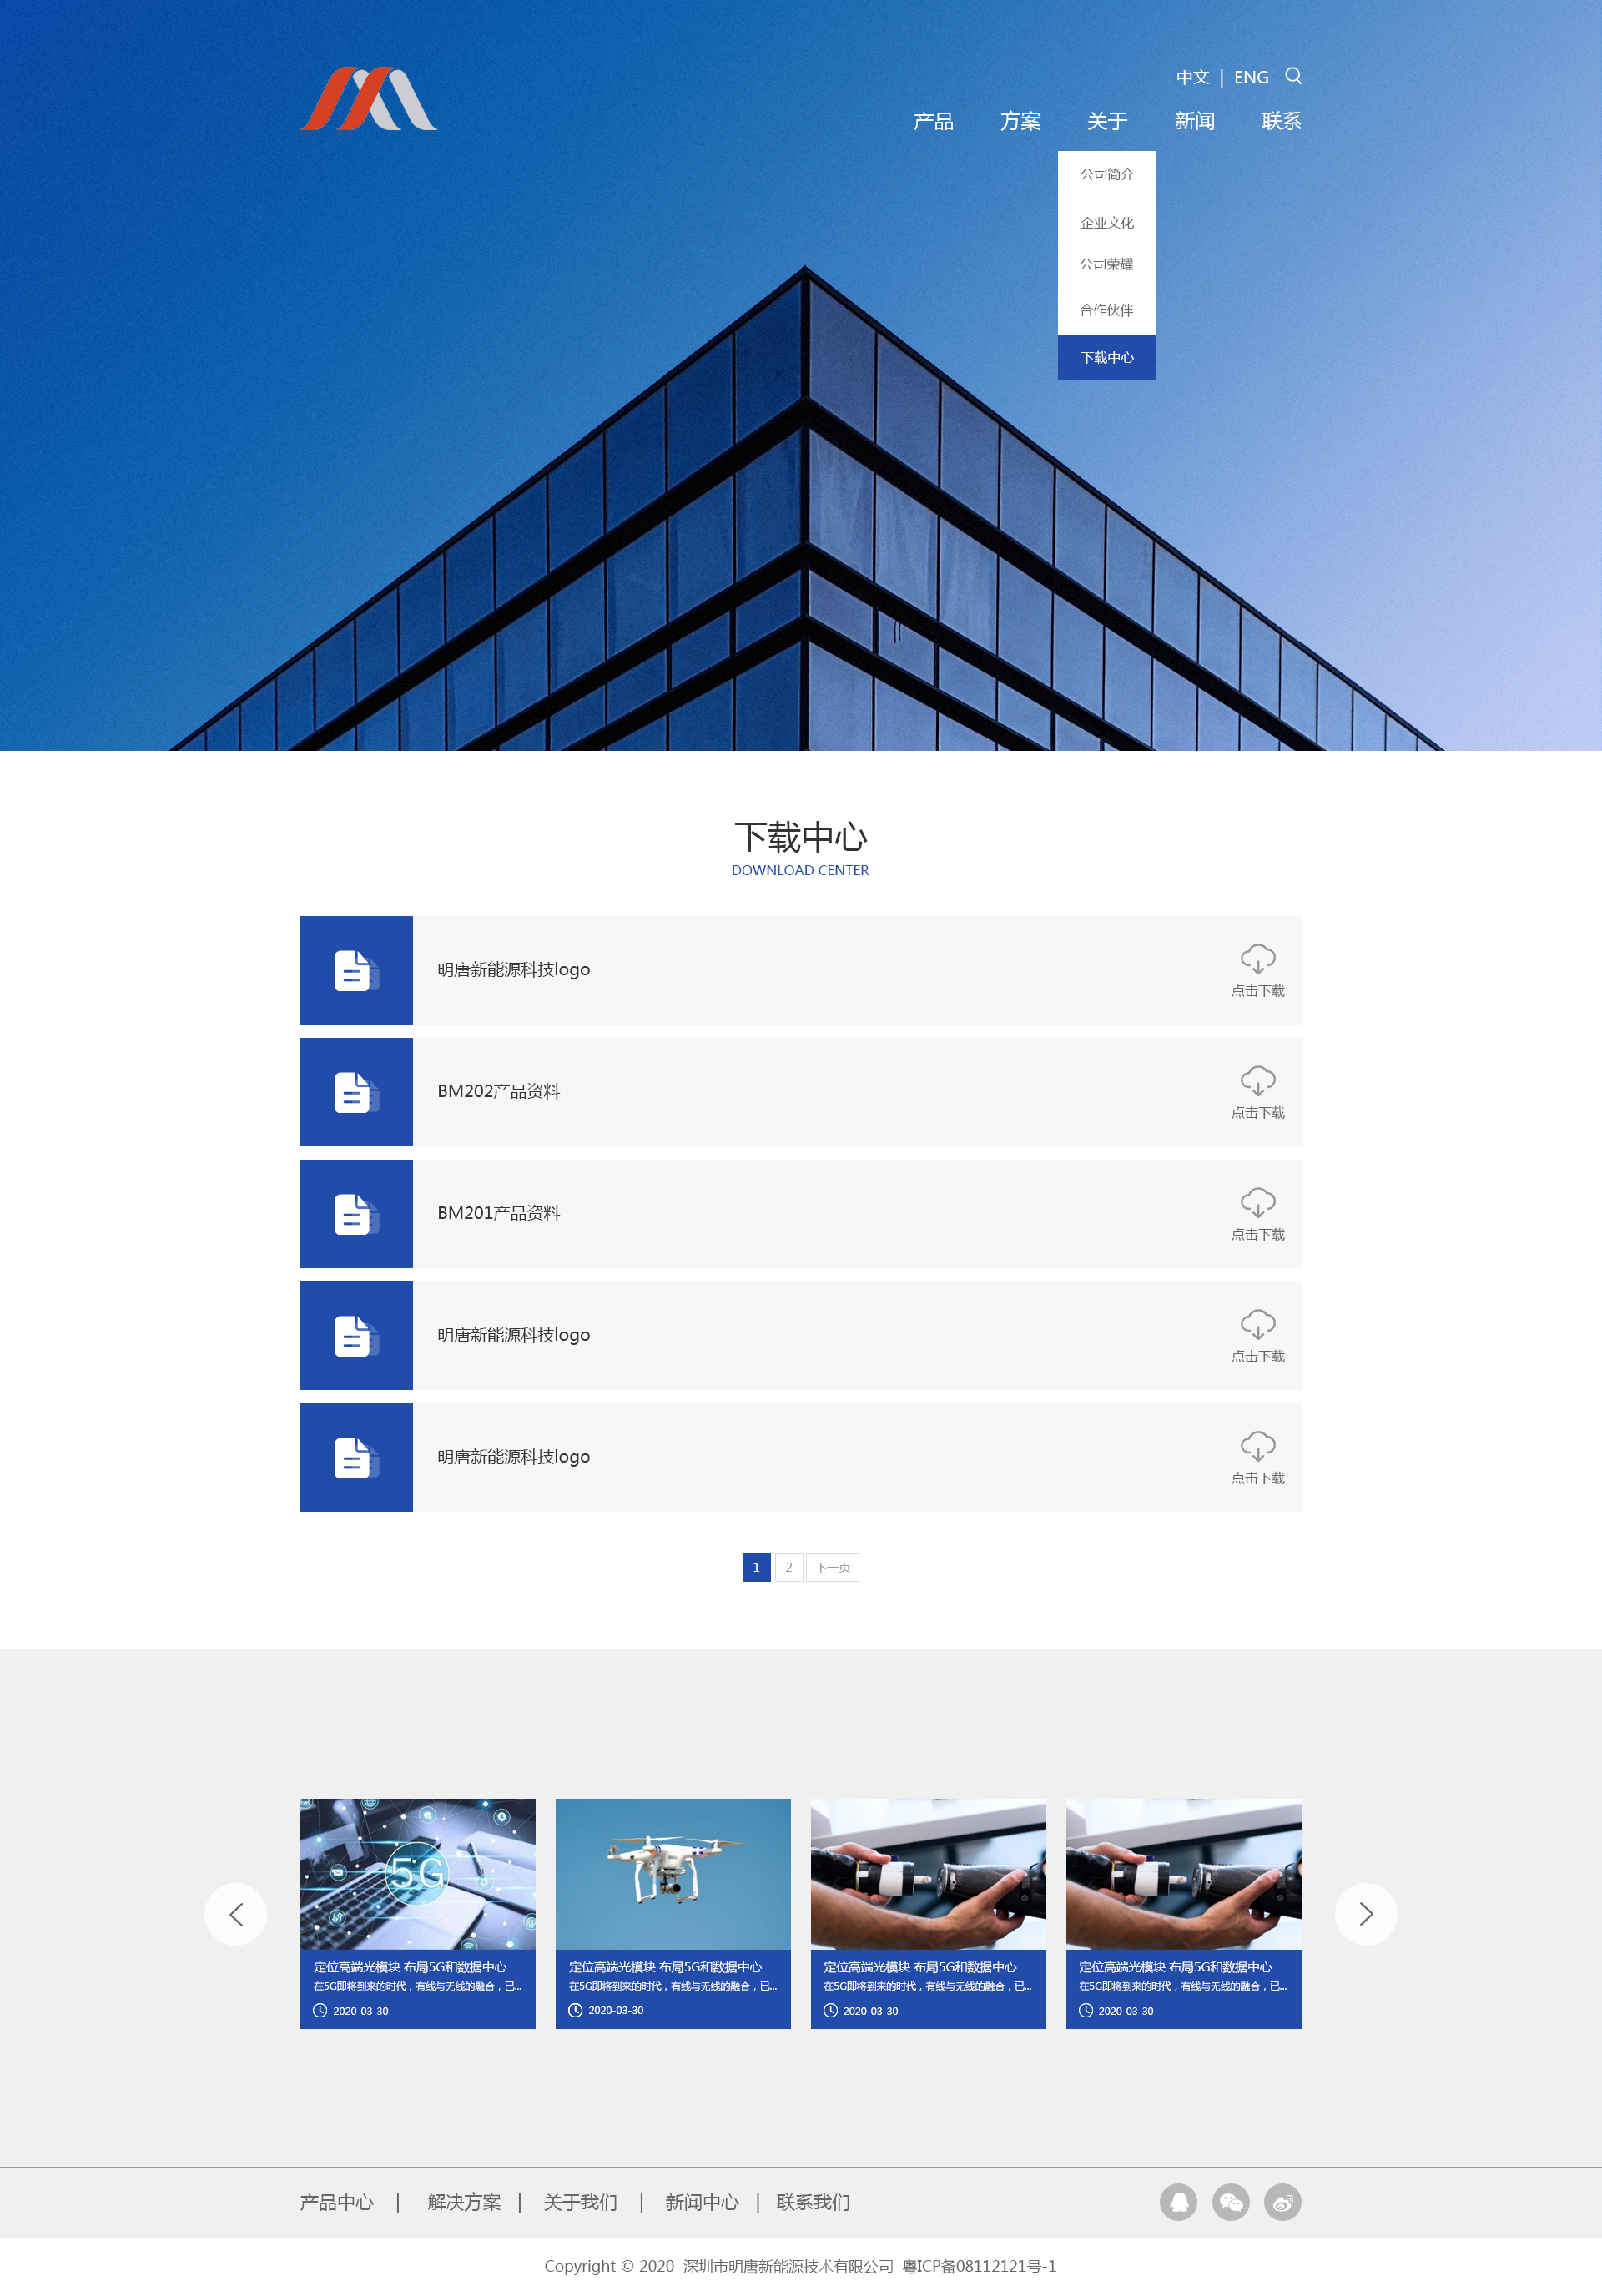 中文 | ENG
产品 方案 关于 新闻 联系
公司简介
企业文化
公司荣耀
合作伙伴
下载中心
下载中心
DOWNLOAD CENTER
明唐新能源科技logo
点击下载
BM202产品资料
点击下载
BM201产品资料
点击下载
明唐新能源科技logo
点击下载
明唐新能源科技logo
点击下载
1 2 下一页
5G
定位高端光模块 布局5G和数据中心
在5G即将到来的时代，有线与无线的融合，已...
2020-03-30
定位高端光模块 布局5G和数据中心
在5G即将到来的时代，有线与无线的融合，已...
2020-03-30
定位高端光模块 布局5G和数据中心
在5G即将到来的时代，有线与无线的融合，已...
2020-03-30
定位高端光模块 布局5G和数据中心
在5G即将到来的时代，有线与无线的融合，已...
2020-03-30
产品中心 | 解决方案 | 关于我们 | 新闻中心 | 联系我们
Copyright © 2020 深圳市明唐新能源技术有限公司 粤ICP备08112121号-1